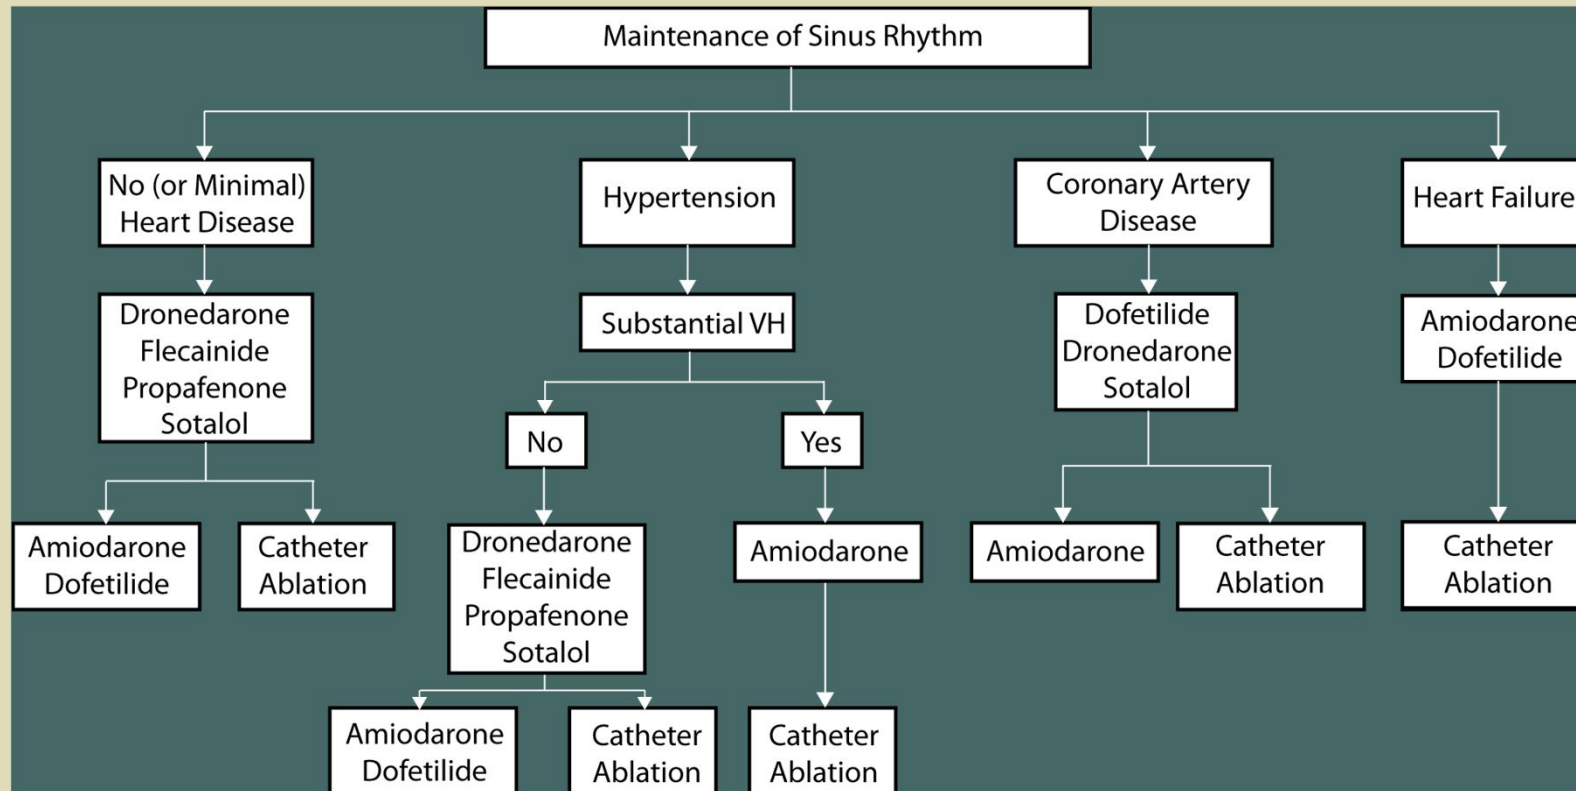 Maintenance of Sinus Rhythm
No (or Minimal)
Heart Disease
Hypertension
Coronary Artery
Disease
Heart Failure
Dronedarone
Flecainide
Propafenone
Sotalol
Substantial VH
Dofetilide
Dronedarone
Sotalol
Amiodarone
Dofetilide
No
Yes
Amiodarone
Dofetilide
Catheter
Ablation
Dronedarone
Flecainide
Propafenone
Sotalol
Amiodarone
Amiodarone
Catheter
Ablation
Catheter
Ablation
Amiodarone
Dofetilide
Catheter
Ablation
Catheter
Ablation